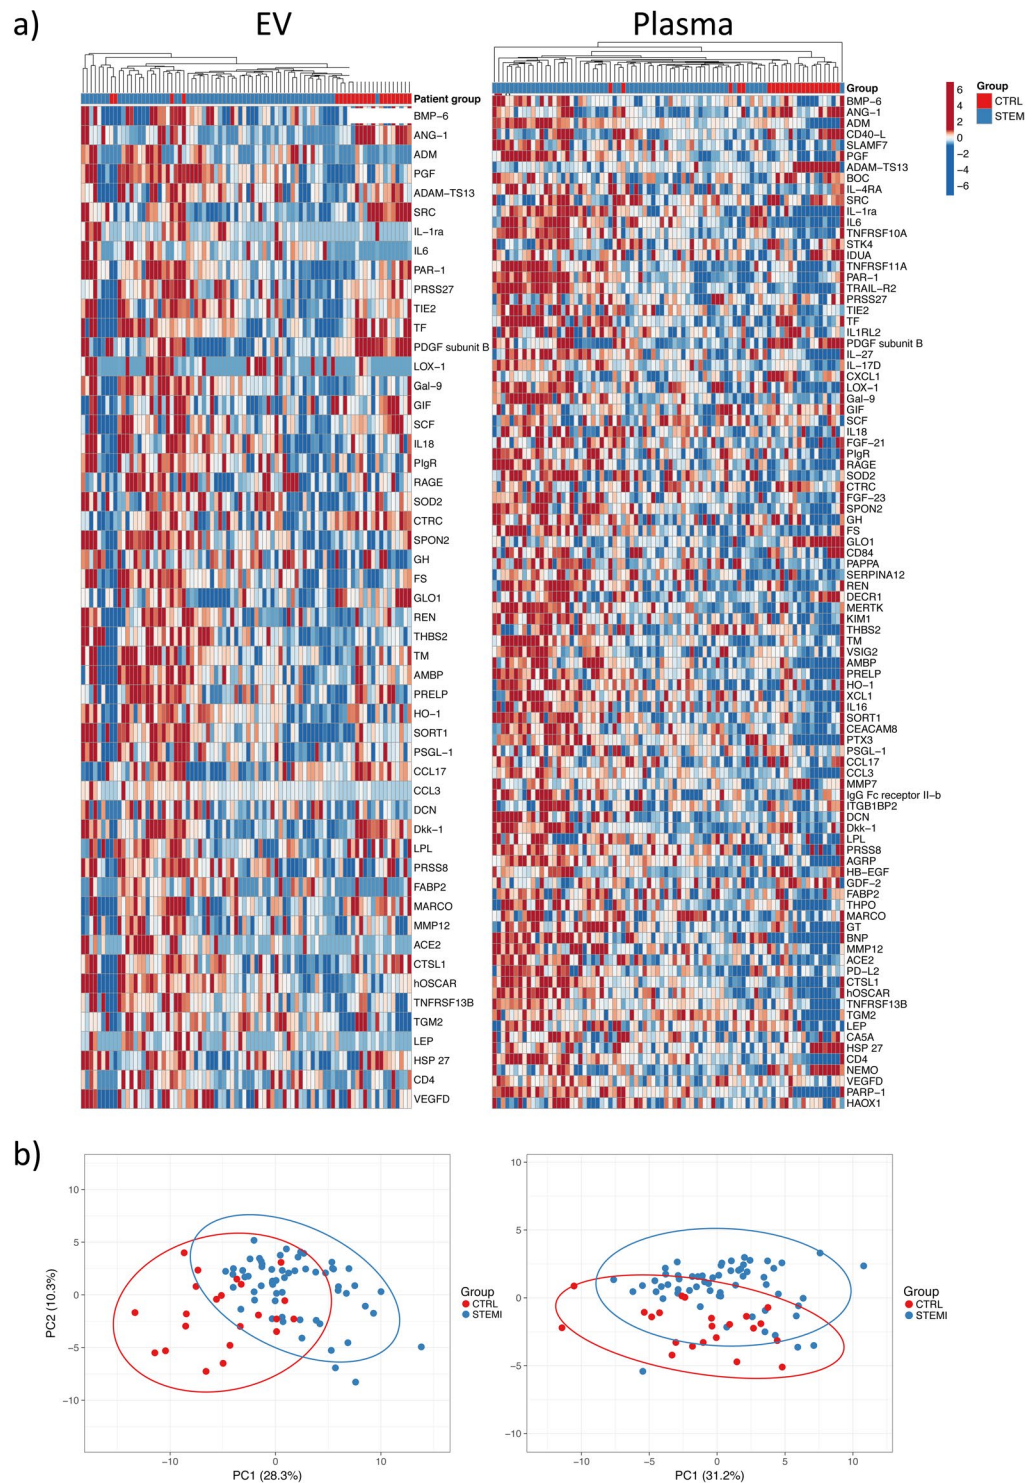 a)
EV
Plasma
Patient group
BMP-6
ANG-1
ADM
PGF
ADAM-TS13
SRC
IL-1ra
IL6
PAR-1
PRSS27
TIE2
TF
PDGF subunit B
LOX-1
Gal-9
GIF
SCF
IL18
PIgR
RAGE
SOD2
CTRC
SPON2
GH
FS
GLO1
REN
THBS2
TM
AMBP
PRELP
HO-1
SORT1
PSGL-1
CCL17
CCL3
DCN
Dkk-1
LPL
PRSS8
FABP2
MARCO
MMP12
ACE2
CTSL1
hOSCAR
TNFRSF13B
TGM2
LEP
HSP 27
CD4
VEGFD
Group
BMP-6
ANG-1
ADM
CD40-L
SLAMF7
PGF
ADAM-TS13
BOC
IL-4RA
SRC
IL-1ra
IL6
TNFRSF10A
STK4
IDUA
TNFRSF11A
PAR-1
TRAIL-R2
PRSS27
TIE2
TF
IL1RL2
PDGF subunit B
IL-27
IL-17D
CXCL1
LOX-1
Gal-9
GIF
SCF
IL18
FGF-21
PIgR
RAGE
SOD2
CTRC
FGF-23
SPON2
GH
FS
GLO1
CD84
PAPPA
SERPINA12
REN
DECR1
MERTK
KIM1
THBS2
TM
VSIG2
AMBP
PRELP
HO-1
XCL1
IL16
SORT1
CEACAM8
PTX3
PSGL-1
CCL17
CCL3
MMP7
IgG Fc receptor II-b
ITGB1BP2
DCN
Dkk-1
LPL
PRSS8
AGRP
HB-EGF
GDF-2
FABP2
THPO
MARCO
GT
BNP
MMP12
ACE2
PD-L2
CTSL1
hOSCAR
TNFRSF13B
TGM2
LEP
CA5A
HSP 27
CD4
NEMO
VEGFD
PARP-1
HAOX1
6
4
2
0
-2
-4
-6
Group
CTRL
STEMI
b)
10
5
0
-5
-10
PC2 (10.3%)
-10
0
10
PC1 (28.3%)
Group
CTRL
STEMI
10
5
0
-5
-10
-10
-5
0
5
10
PC1 (31.2%)
Group
CTRL
STEMI